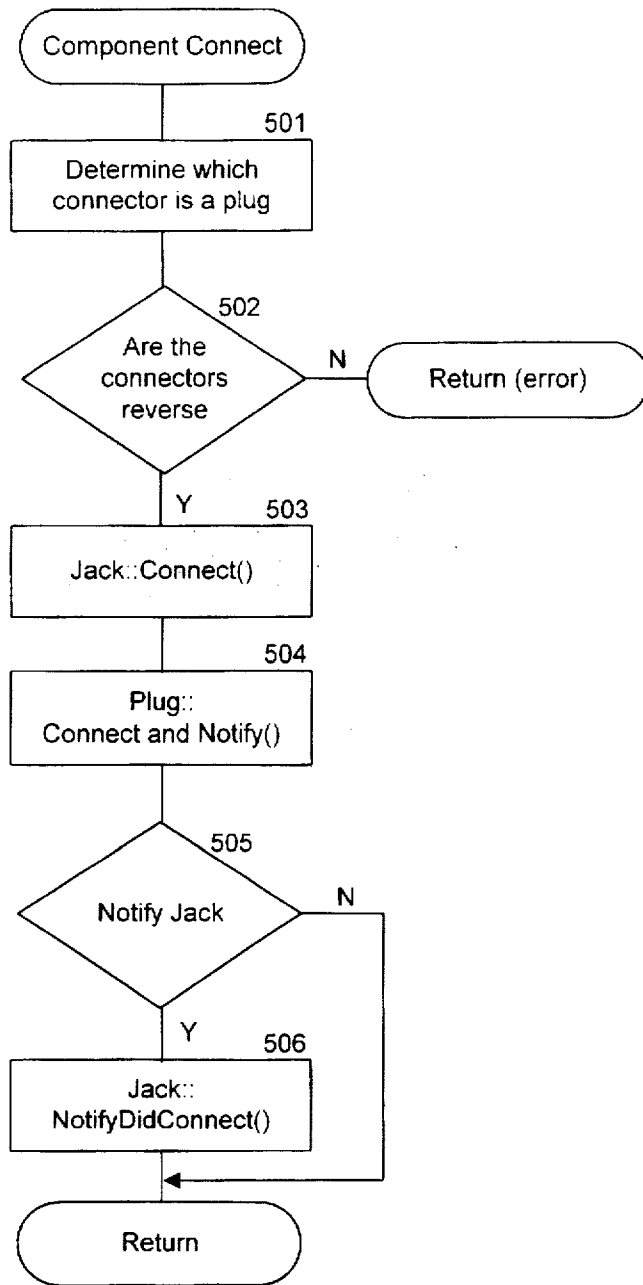 Component Connect
501
Determine which
connector is a plug
502
Are the
connectors
reverse
N
Return (error)
Y
503
Jack::Connect()
504
Plug::
Connect and Notify()
505
Notify Jack
N
Y
506
Jack::
NotifyDidConnect()
Return